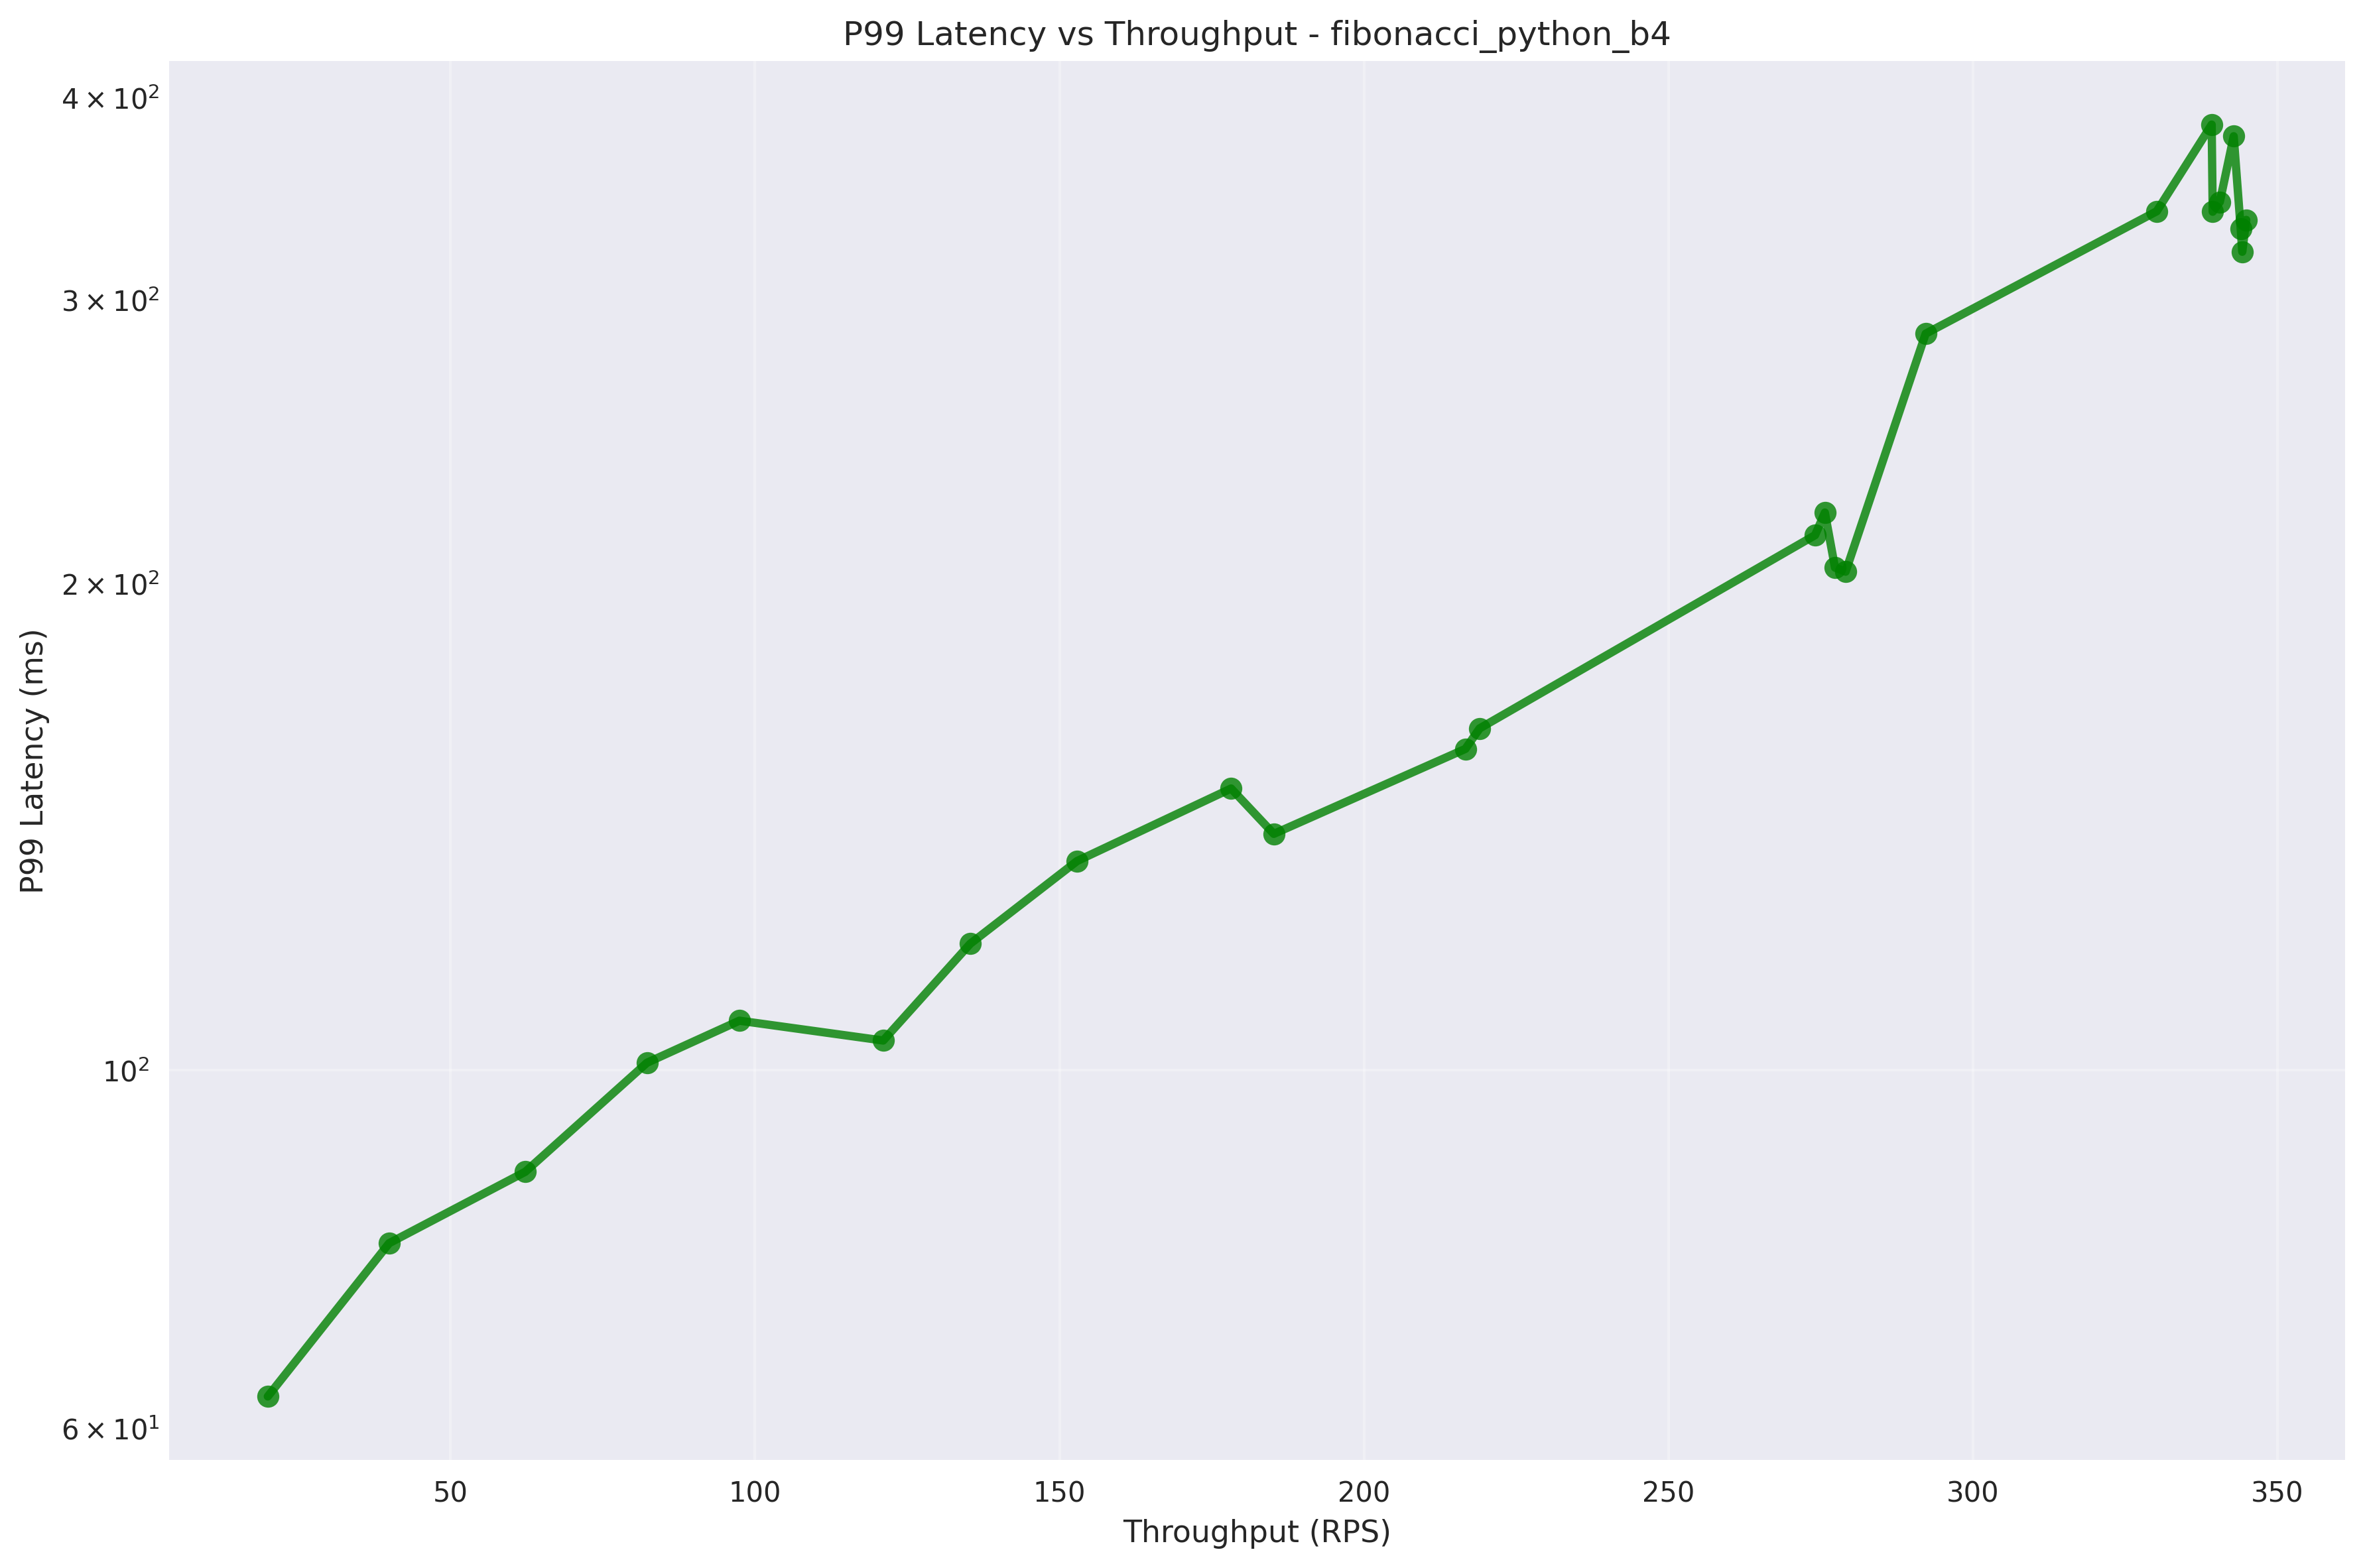 P99 Latency vs Throughput - fibonacci_python_b4
4 × 10²
3 × 10²
2 × 10²
10²
6 × 10¹
P99 Latency (ms)
50 100 150 200 250 300 350
Throughput (RPS)